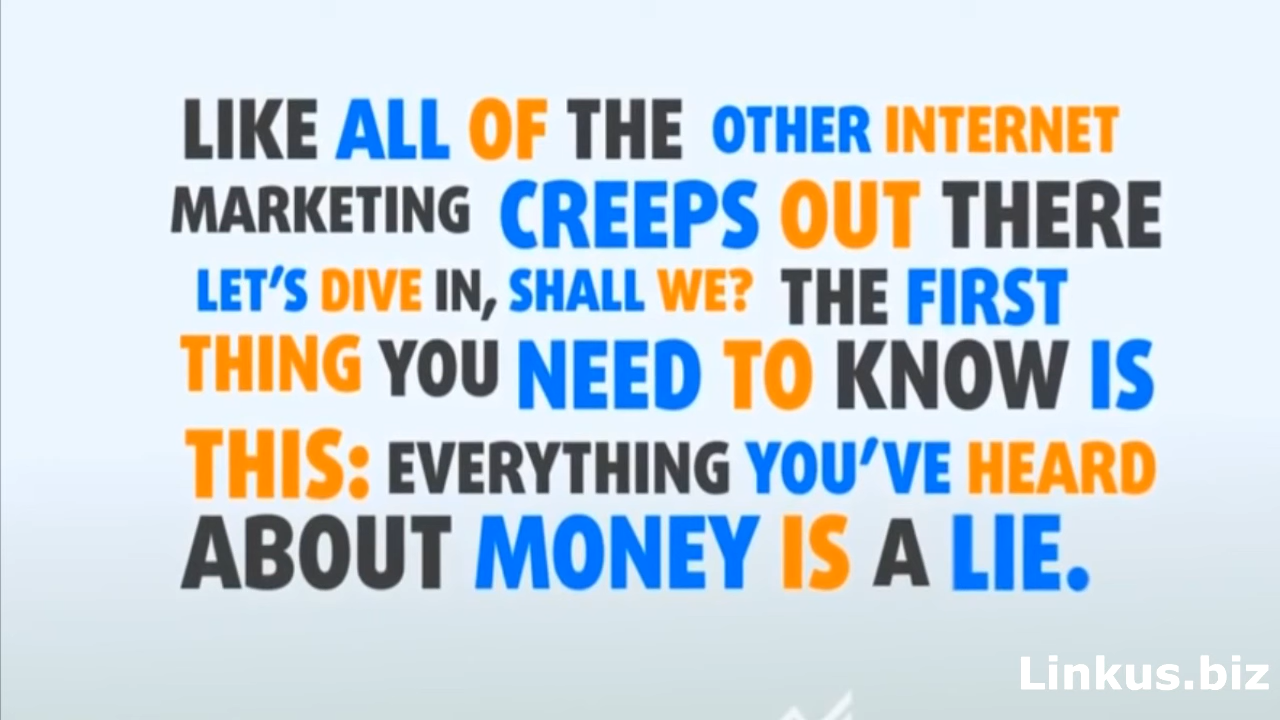 LIKE ALL OF THE OTHER INTERNET
MARKETING CREEPS OUT THERE
LET'S DIVE IN, SHALL WE? THE FIRST
THING YOU NEED TO KNOW IS
THIS: EVERYTHING YOU'VE HEARD
ABOUT MONEY IS A LIE.
Linkus.biz